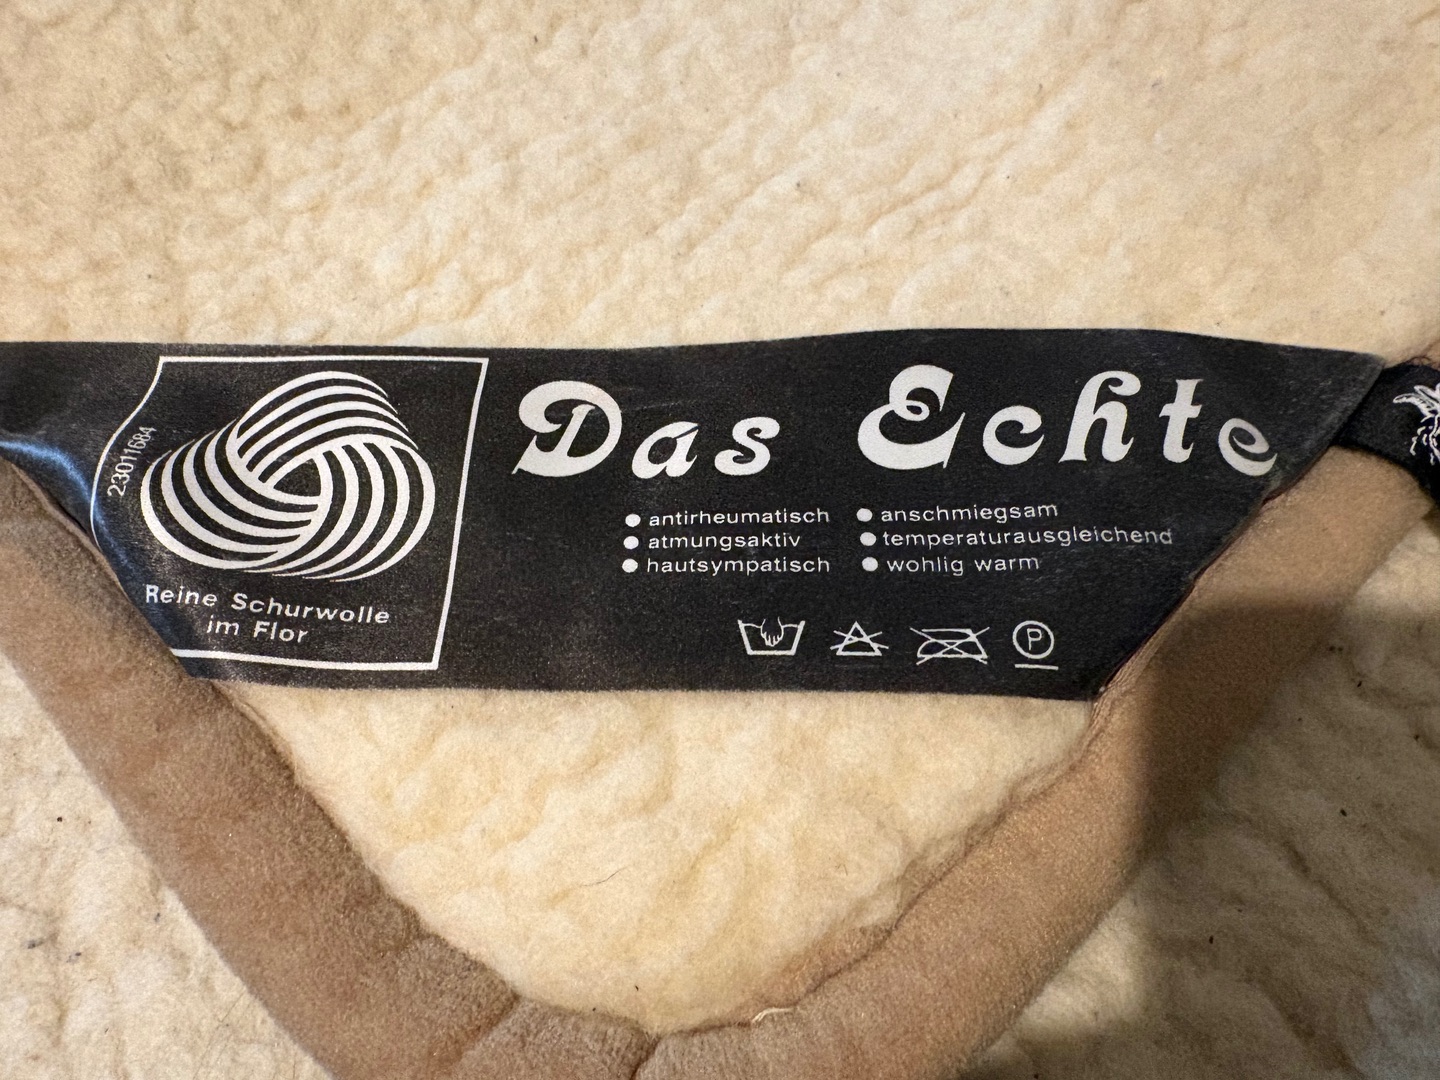 23011684
Reine Schurwolle
im Flor
Das Echte
● antirheumatisch ● anschmiegsam
● atmungsaktiv ● temperaturausgleichend
● hautsympatisch ● wohlig warm
P